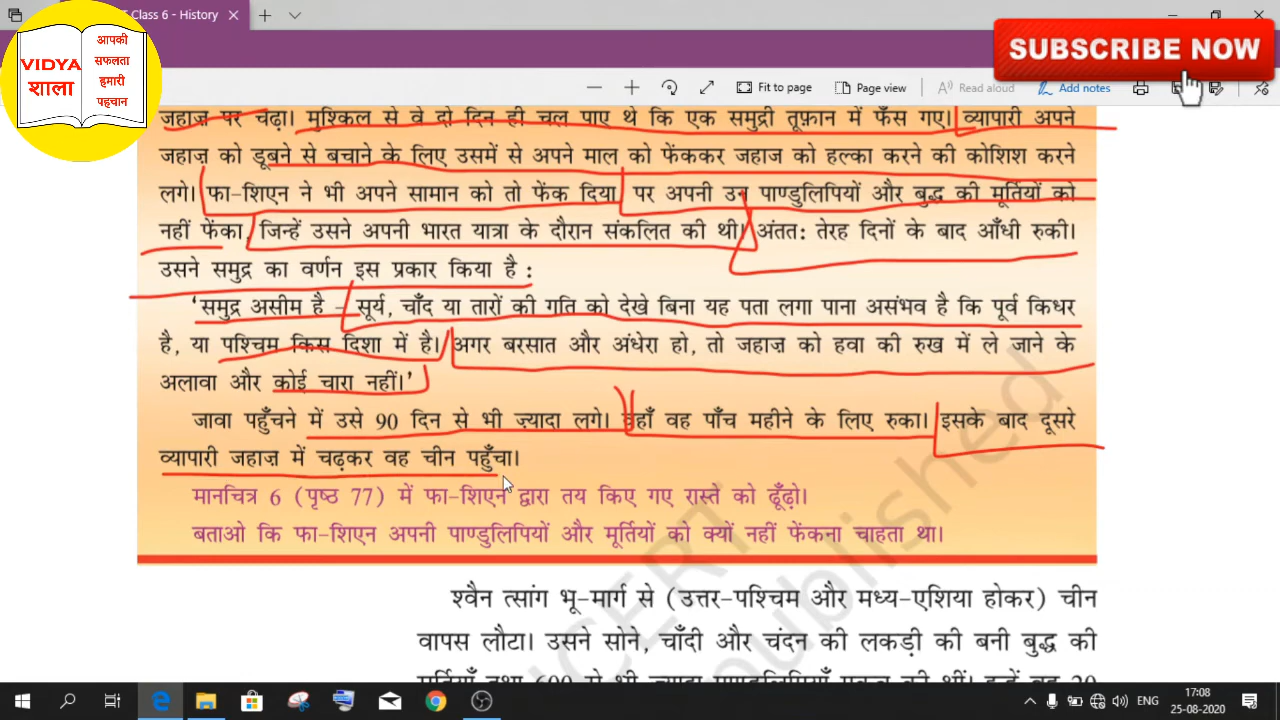 Class 6 - History
VIDYA
शाला
आपकी
सफलता
हमारी
पहचान
SUBSCRIBE NOW
Fit to page
Page view
Read aloud
Add notes
जहाज़ पर चढ़ा। मुश्किल से वे दो दिन ही चल पाए थे कि एक समुद्री तूफ़ान में फँस गए। व्यापारी अपने
जहाज़ को डूबने से बचाने के लिए उसमें से अपने माल को फेंककर जहाज को हल्का करने की कोशिश करने
लगे। फा-शिएन ने भी अपने सामान को तो फेंक दिया पर अपनी उन पाण्डुलिपियों और बुद्ध की मूर्तियों को
नहीं फेंका, जिन्हें उसने अपनी भारत यात्रा के दौरान संकलित की थी। अंतत: तेरह दिनों के बाद आँधी रुकी।
उसने समुद्र का वर्णन इस प्रकार किया है :
‘समुद्र असीम है – सूर्य, चाँद या तारों की गति को देखे बिना यह पता लगा पाना असंभव है कि पूर्व किधर
है, या पश्चिम किस दिशा में है। अगर बरसात और अंधेरा हो, तो जहाज़ को हवा की रुख में ले जाने के
अलावा और कोई चारा नहीं।’
जावा पहुँचने में उसे 90 दिन से भी ज़्यादा लगे। वहाँ वह पाँच महीने के लिए रुका। इसके बाद दूसरे
व्यापारी जहाज़ में चढ़कर वह चीन पहुँचा।
मानचित्र 6 (पृष्ठ 77) में फा-शिएन द्वारा तय किए गए रास्ते को ढूँढ़ो।
बताओ कि फा-शिएन अपनी पाण्डुलिपियों और मूर्तियों को क्यों नहीं फेंकना चाहता था।
श्वैन त्सांग भू-मार्ग से (उत्तर-पश्चिम और मध्य-एशिया होकर) चीन
वापस लौटा। उसने सोने, चाँदी और चंदन की लकड़ी की बनी बुद्ध की
मूर्तियाँ तथा 600 से भी ज़्यादा पाण्डुलिपियाँ एकत्र की थीं। इन्हें वह 20
ENG
17:08
25-08-2020